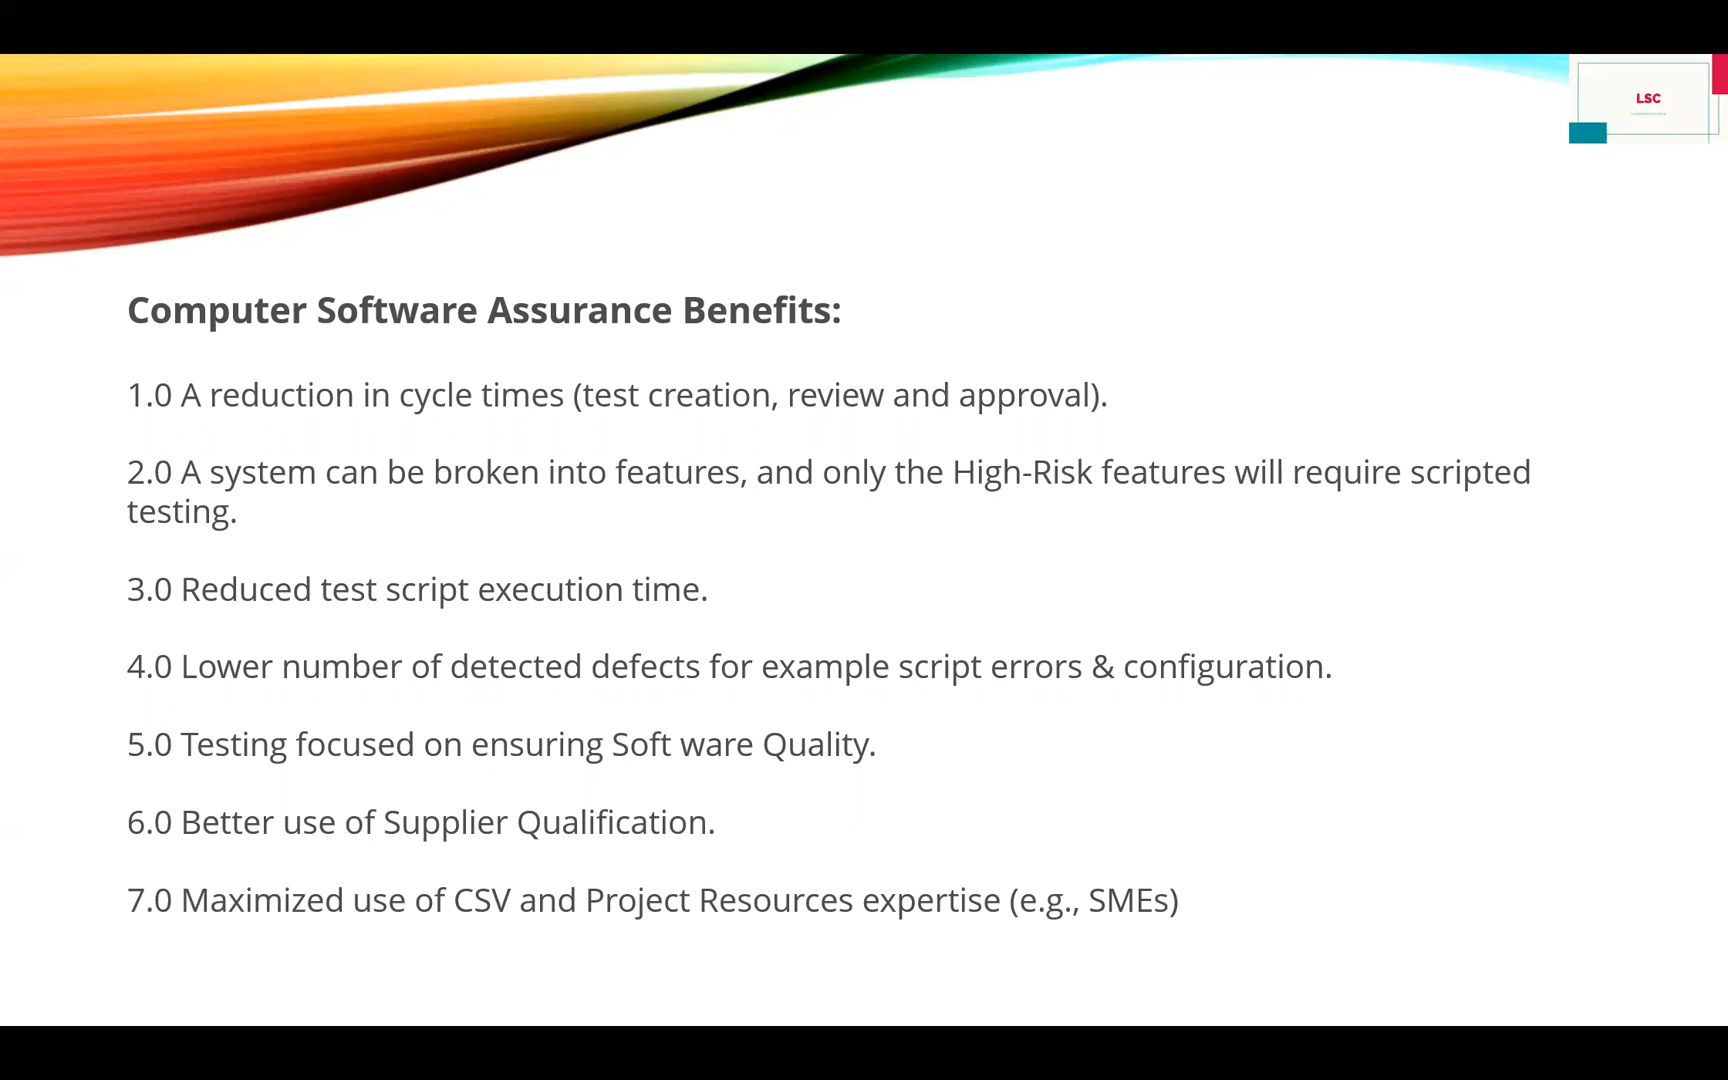 LSC
Computer Software Assurance Benefits:
1.0 A reduction in cycle times (test creation, review and approval).
2.0 A system can be broken into features, and only the High-Risk features will require scripted
testing.
3.0 Reduced test script execution time.
4.0 Lower number of detected defects for example script errors & configuration.
5.0 Testing focused on ensuring Soft ware Quality.
6.0 Better use of Supplier Qualification.
7.0 Maximized use of CSV and Project Resources expertise (e.g., SMEs)